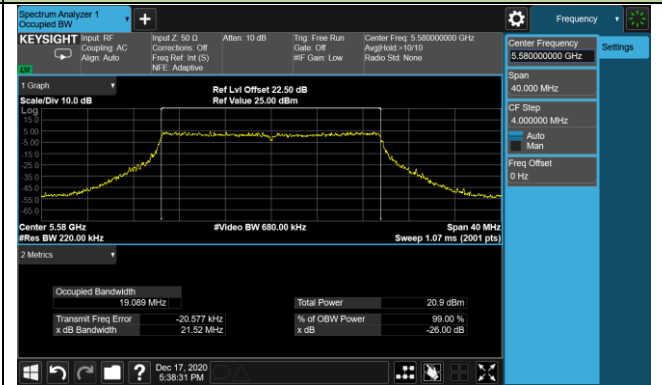 Spectrum Analyzer 1
Occupied BW
Frequency
KEYSIGHT
Input: RF
Coupling: AC
Align: Auto
Input Z: 50 Ω
Corrections: Off
Freq Ref: Int (S)
NFE: Adaptive
Atten: 10 dB
Trig: Free Run
Gate: Off
#IF Gain: Low
Center Freq: 5.580000000 GHz
Avg|Hold:>10/10
Radio Std: None
Center Frequency
5.580000000 GHz
Settings
Span
40.000 MHz
CF Step
4.000000 MHz
Auto
Man
Freq Offset
0 Hz
1 Graph
Scale/Div 10.0 dB
Ref Lvl Offset 22.50 dB
Ref Value 25.00 dBm
Log
15.0
5.00
-5.00
-15.0
-25.0
-35.0
-45.0
-55.0
-65.0
Center 5.58 GHz
#Video BW 680.00 kHz
Span 40 MHz
#Res BW 220.00 kHz
Sweep 1.07 ms (2001 pts)
2 Metrics
Occupied Bandwidth
19.089 MHz
Total Power
20.9 dBm
Transmit Freq Error
-20.577 kHz
% of OBW Power
99.00 %
x dB Bandwidth
21.52 MHz
x dB
-26.00 dB
Dec 17, 2020
5:38:31 PM